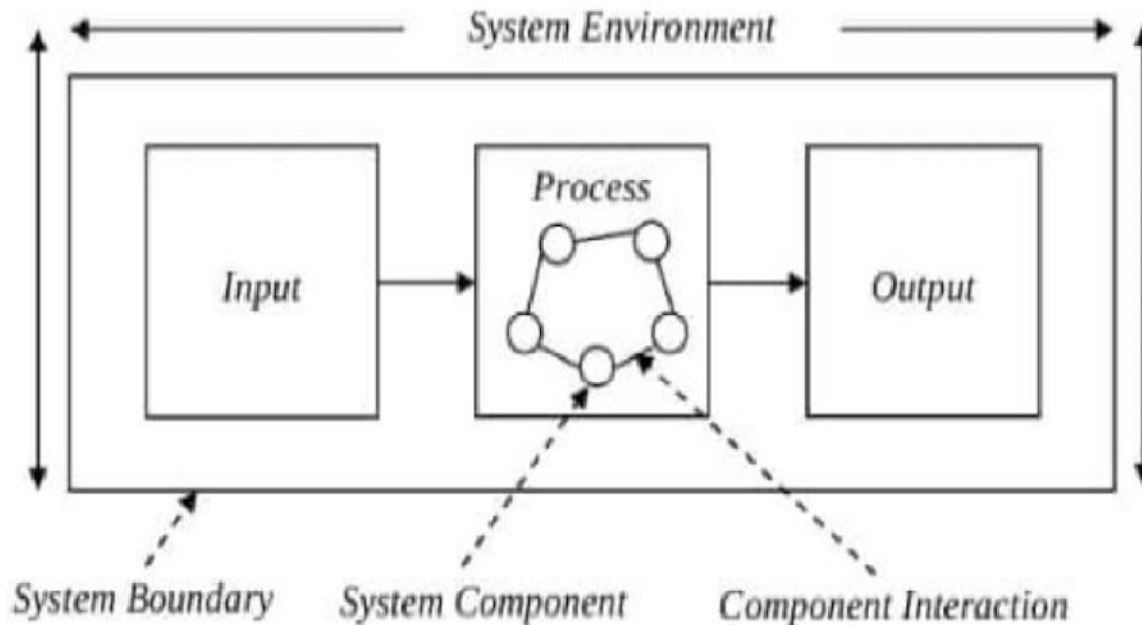 System Environment
Process
Input
Output
System Boundary
System Component
Component Interaction